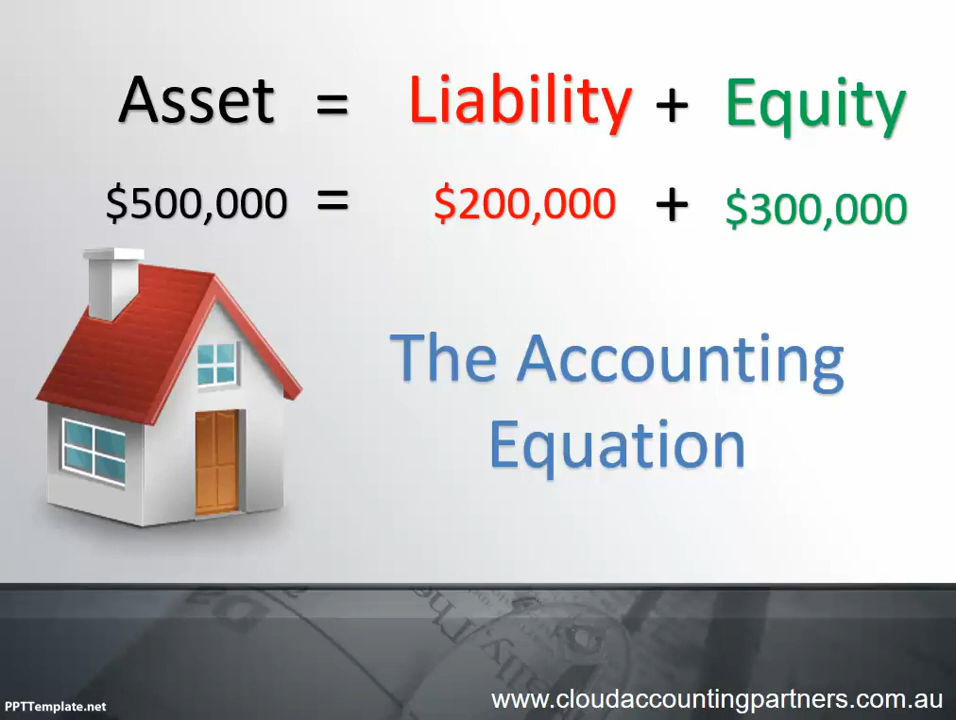 Asset = Liability + Equity
$500,000 = $200,000 + $300,000
The Accounting
Equation
PPTTemplate.net
www.cloudaccountingpartners.com.au